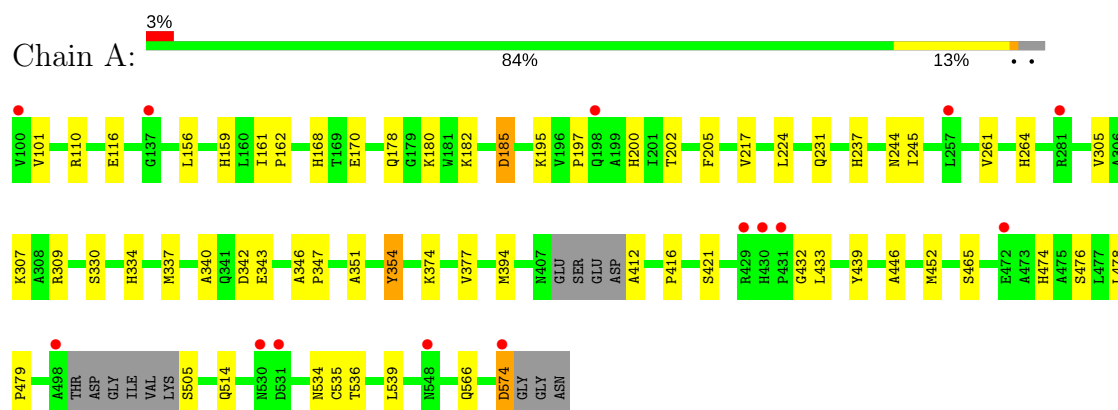 3%
Chain A:
84% 13% • •
V100 V101 R110 E116 G137 L156 H159 L160 I161 P162 H168 T169 E170 Q178 G179 K180 W181 K182 D185 K195 V196 P197 Q198 A199 H200 I201 T202 F205 V217 L224 Q231 H237 N244 I245 L257 V261 H264 R281 V305 A306
K307 A308 R309 S330 H334 M337 A340 Q341 D342 E343 A346 P347 A351 Y354 K374 V377 M394 N407 GLU SER GLU ASP A412 P416 S421 R429 H430 P431 G432 L433 Y439 A446 M452 S465 E472 A473 H474 A475 S476 L477 L478
P479 A498 THR ASP GLY ILE VAL LYS S505 Q514 N530 D531 N534 C535 T536 L539 N548 Q566 D574 GLY GLY ASN